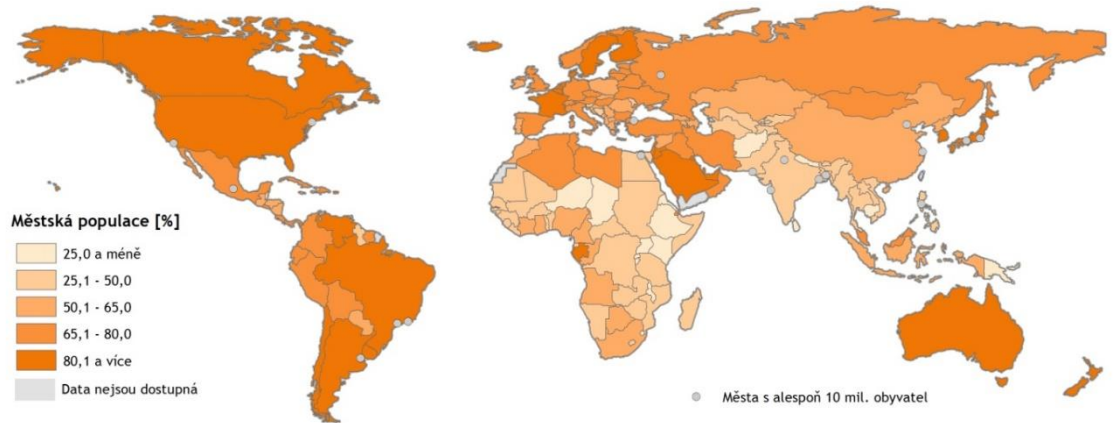 Městská populace [%]
25,0 a méně
25,1 - 50,0
50,1 - 65,0
65,1 - 80,0
80,1 a více
Data nejsou dostupná
Města s alespoň 10 mil. obyvatel